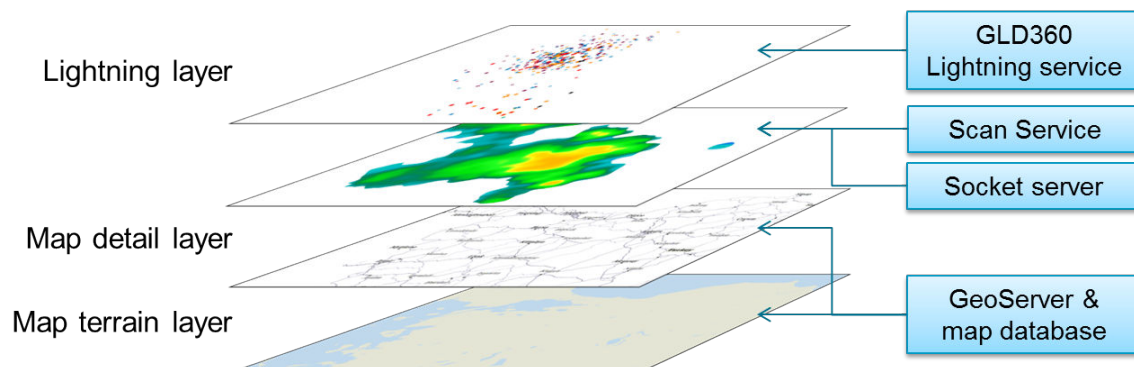 Lightning layer
GLD360
Lightning service
Scan Service
Socket server
Map detail layer
Map terrain layer
GeoServer &
map database